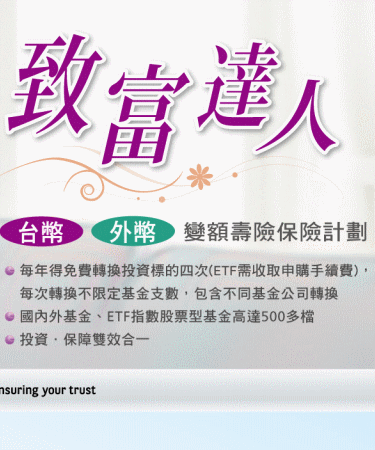 致富達人
台幣 外幣 變額壽險保險計劃
每年得免費轉換投資標的四次(ETF需收取申購手續費)，
每次轉換不限定基金支數，包含不同基金公司轉換
國內外基金、ETF指數股票型基金高達500多檔
投資．保障雙效合一
nsuring your trust